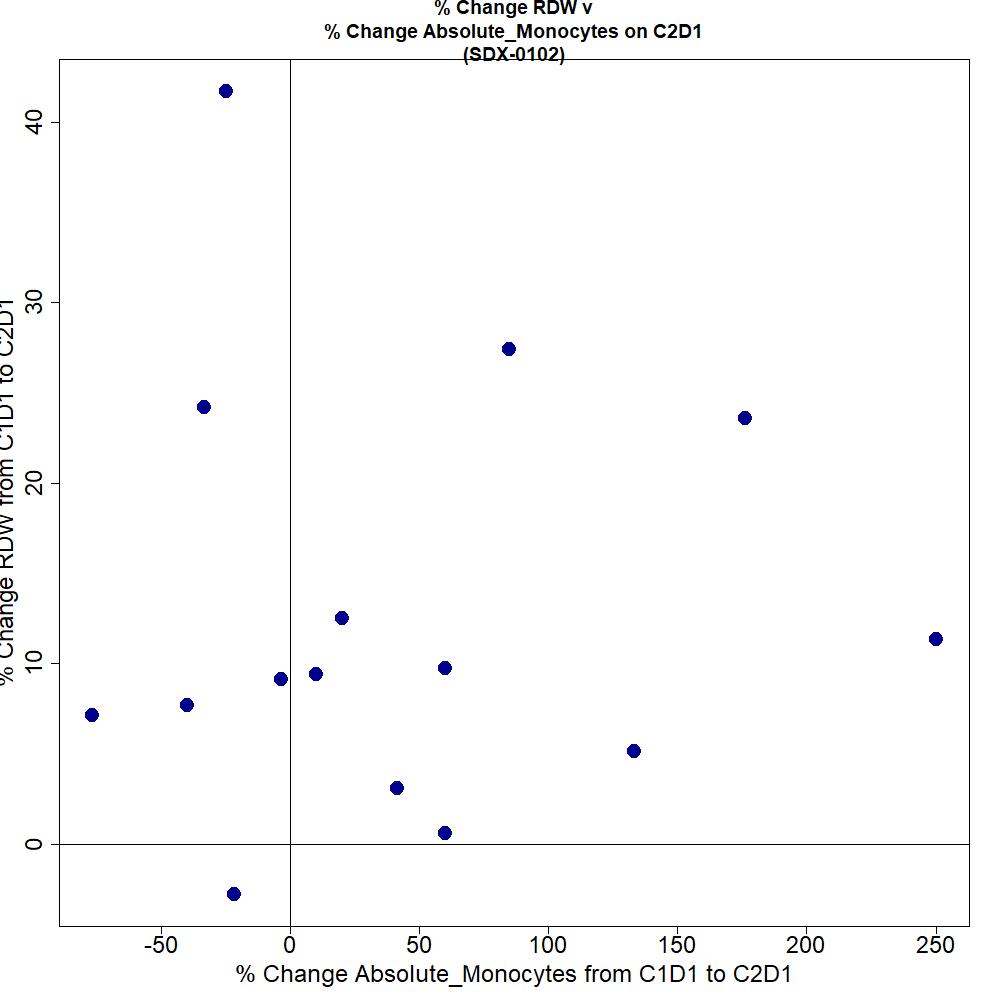 % Change RDW v
% Change Absolute_Monocytes on C2D1
(SDX-0102)
% Change RDW from C1D1 to C2D1
40
30
20
10
0
-50
0
50
100
150
200
250
% Change Absolute_Monocytes from C1D1 to C2D1